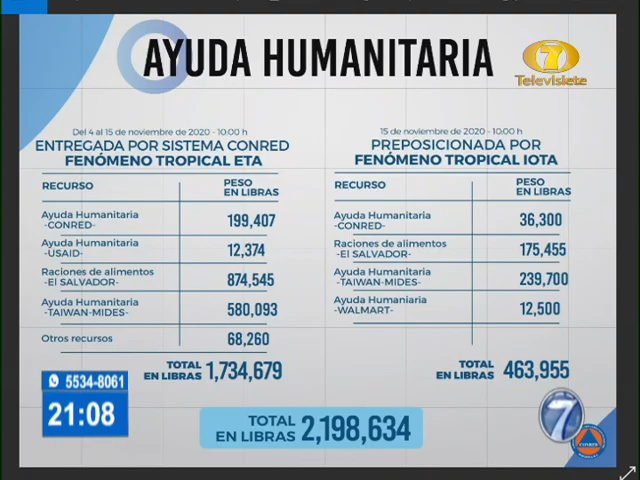 AYUDA HUMANITARIA
7
Televisiete
Del 4 al 15 de noviembre de 2020 - 10:00 h
ENTREGADA POR SISTEMA CONRED
FENÓMENO TROPICAL ETA
RECURSO
PESO
EN LIBRAS
Ayuda Humanitaria
-CONRED-
199,407
Ayuda Humanitaria
-USAID-
12,374
Raciones de alimentos
-EL SALVADOR-
874,545
Ayuda Humanitaria
-TAIWAN-MIDES-
580,093
Otros recursos
68,260
TOTAL
EN LIBRAS
1,734,679
15 de noviembre de 2020 - 10:00 h
PREPOSICIONADA POR
FENÓMENO TROPICAL IOTA
RECURSO
PESO
EN LIBRAS
Ayuda Humanitaria
-CONRED-
36,300
Raciones de alimentos
-EL SALVADOR-
175,455
Ayuda Humanitaria
-TAIWAN-MIDES-
239,700
Ayuda Humaniaria
-WALMART-
12,500
TOTAL
EN LIBRAS
463,955
5534-8061
21:08
TOTAL
EN LIBRAS
2,198,634
7